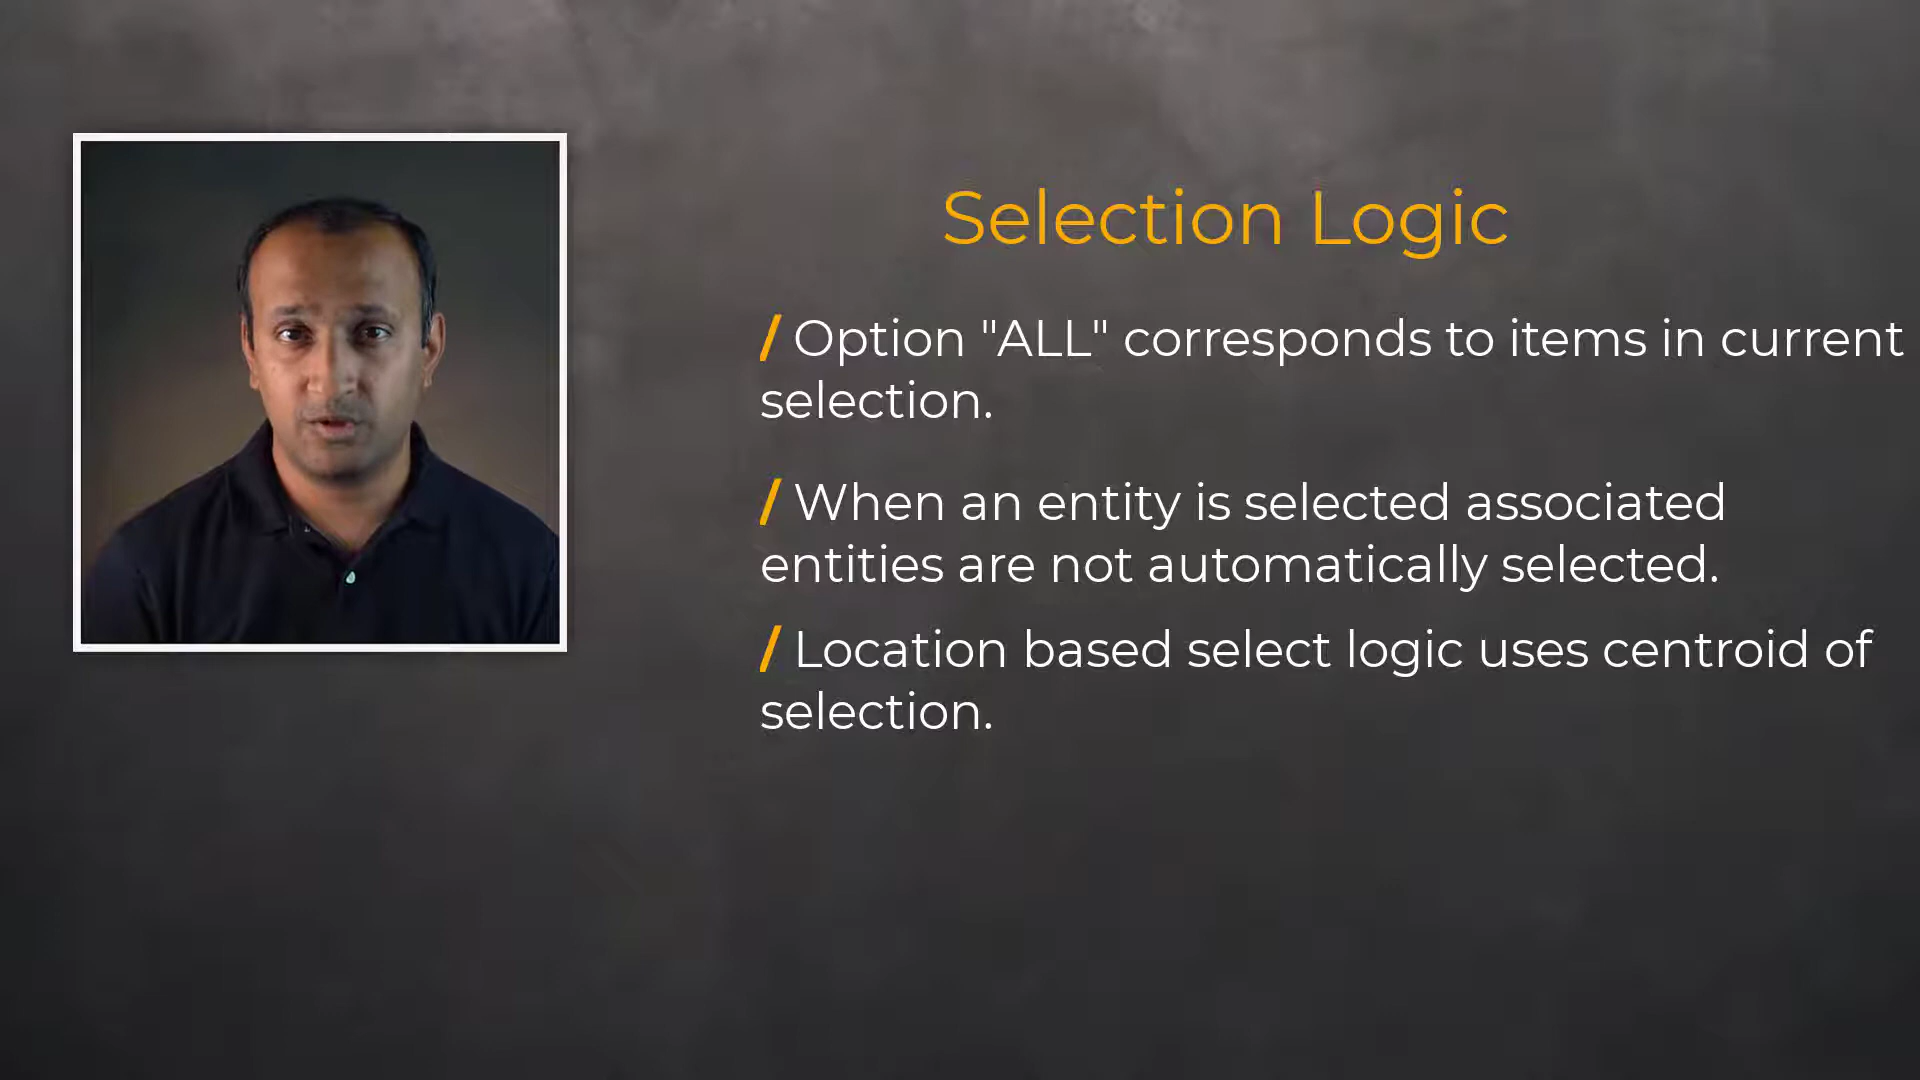 Selection Logic
/ Option "ALL" corresponds to items in current
selection.
/ When an entity is selected associated
entities are not automatically selected.
/ Location based select logic uses centroid of
selection.